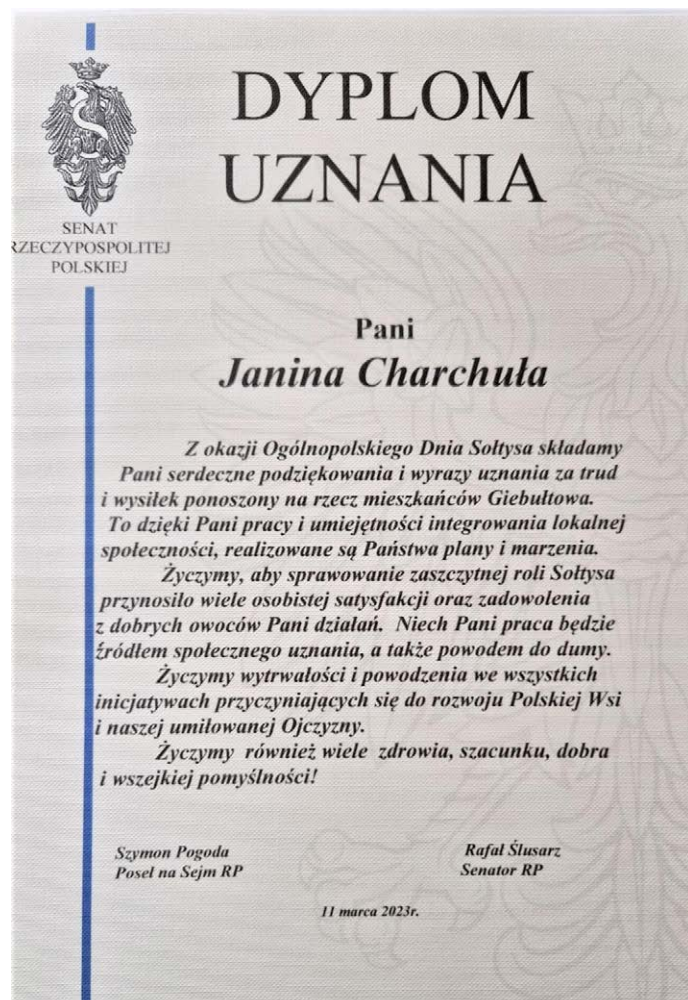 DYPLOM
UZNANIA
SENAT
RZECZYPOSPOLITEJ
POLSKIEJ
Pani
Janina Charchuła
Z okazji Ogólnopolskiego Dnia Sołtysa składamy
Pani serdeczne podziękowania i wyrazy uznania za trud
i wysiłek ponoszony na rzecz mieszkańców Giebułtowa.
To dzięki Pani pracy i umiejętności integrowania lokalnej
społeczności, realizowane są Państwa plany i marzenia.
Życzymy, aby sprawowanie zaszczytnej roli Sołtysa
przynosiło wiele osobistej satysfakcji oraz zadowolenia
z dobrych owoców Pani działań. Niech Pani praca będzie
źródłem społecznego uznania, a także powodem do dumy.
Życzymy wytrwałości i powodzenia we wszystkich
inicjatywach przyczyniających się do rozwoju Polskiej Wsi
i naszej umiłowanej Ojczyzny.
Życzymy również wiele zdrowia, szacunku, dobra
i wszejkiej pomyślności!
Szymon Pogoda
Poseł na Sejm RP
Rafał Ślusarz
Senator RP
11 marca 2023r.